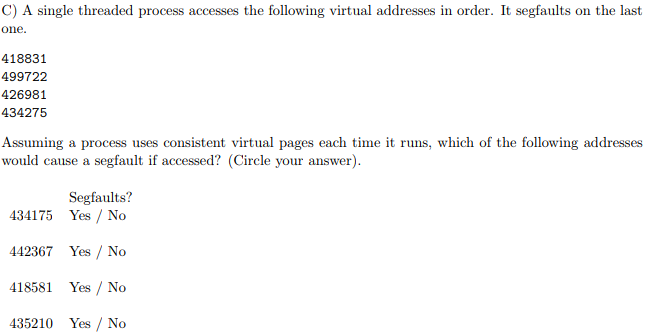 C) A single threaded process accesses the following virtual addresses in order. It segfaults on the last
one.
418831
499722
426981
434275
Assuming a process uses consistent virtual pages each time it runs, which of the following addresses
would cause a segfault if accessed? (Circle your answer).
Segfaults?
434175 Yes / No
442367 Yes / No
418581 Yes / No
435210 Yes / No